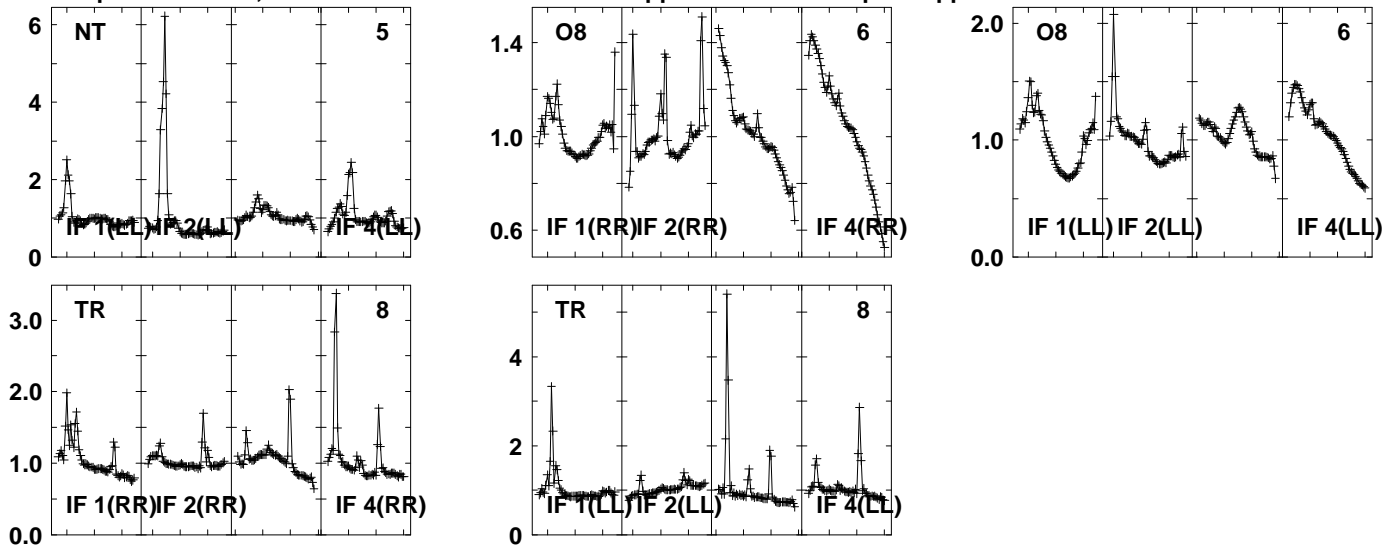 NT 5
6
4
2
0
IF 1(LL) IF 2(LL) IF 4(LL)
O8 6
1.4
1.0
0.6
IF 1(RR) IF 2(RR) IF 4(RR)
O8 6
2.0
1.0
0.0
IF 1(LL) IF 2(LL) IF 4(LL)
TR 8
3.0
2.0
1.0
0.0
IF 1(RR) IF 2(RR) IF 4(RR)
TR 8
4
2
0
IF 1(LL) IF 2(LL) IF 4(LL)